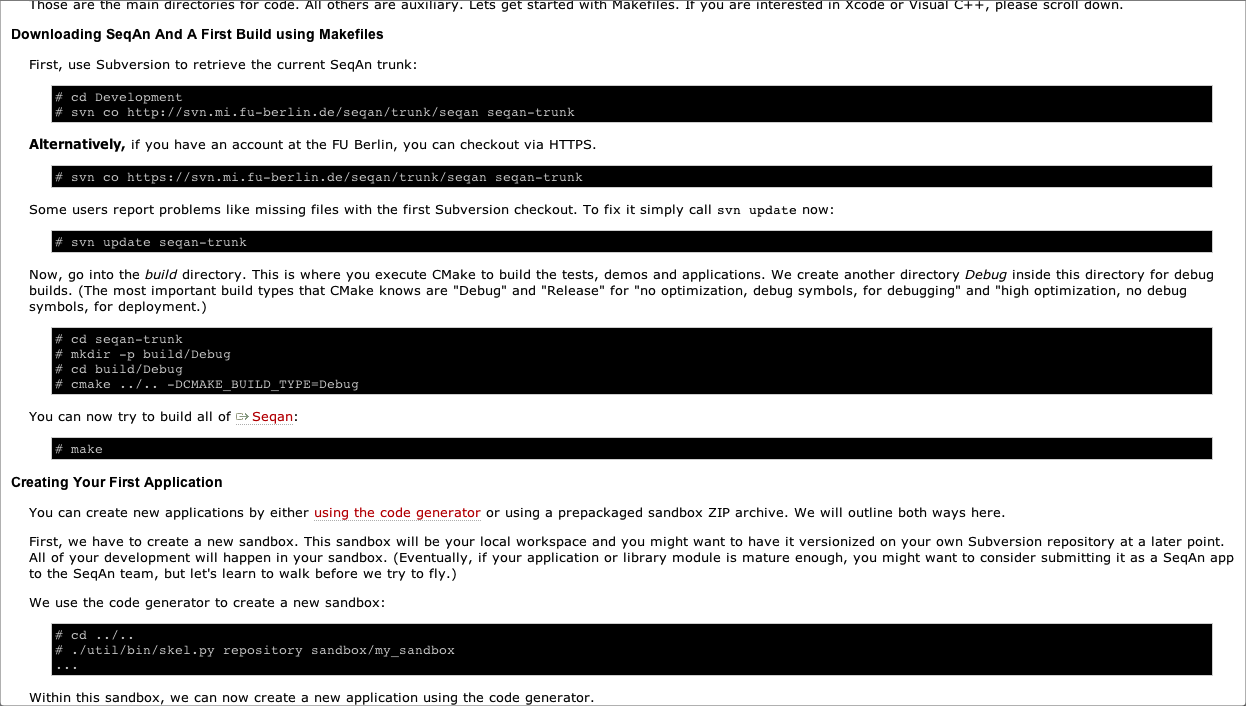 Those are the main directories for code. All others are auxiliary. Lets get started with Makefiles. If you are interested in Xcode or Visual C++, please scroll down.
Downloading SeqAn And A First Build using Makefiles
First, use Subversion to retrieve the current SeqAn trunk:
# cd Development
# svn co http://svn.mi.fu-berlin.de/seqan/trunk/seqan seqan-trunk
Alternatively, if you have an account at the FU Berlin, you can checkout via HTTPS.
# svn co https://svn.mi.fu-berlin.de/seqan/trunk/seqan seqan-trunk
Some users report problems like missing files with the first Subversion checkout. To fix it simply call svn update now:
# svn update seqan-trunk
Now, go into the build directory. This is where you execute CMake to build the tests, demos and applications. We create another directory Debug inside this directory for debug
builds. (The most important build types that CMake knows are "Debug" and "Release" for "no optimization, debug symbols, for debugging" and "high optimization, no debug
symbols, for deployment.)
# cd seqan-trunk
# mkdir -p build/Debug
# cd build/Debug
# cmake ../.. -DCMAKE_BUILD_TYPE=Debug
You can now try to build all of Seqan:
# make
Creating Your First Application
You can create new applications by either using the code generator or using a prepackaged sandbox ZIP archive. We will outline both ways here.
First, we have to create a new sandbox. This sandbox will be your local workspace and you might want to have it versionized on your own Subversion repository at a later point.
All of your development will happen in your sandbox. (Eventually, if your application or library module is mature enough, you might want to consider submitting it as a SeqAn app
to the SeqAn team, but let's learn to walk before we try to fly.)
We use the code generator to create a new sandbox:
# cd ../..
# ./util/bin/skel.py repository sandbox/my_sandbox
...
Within this sandbox, we can now create a new application using the code generator.